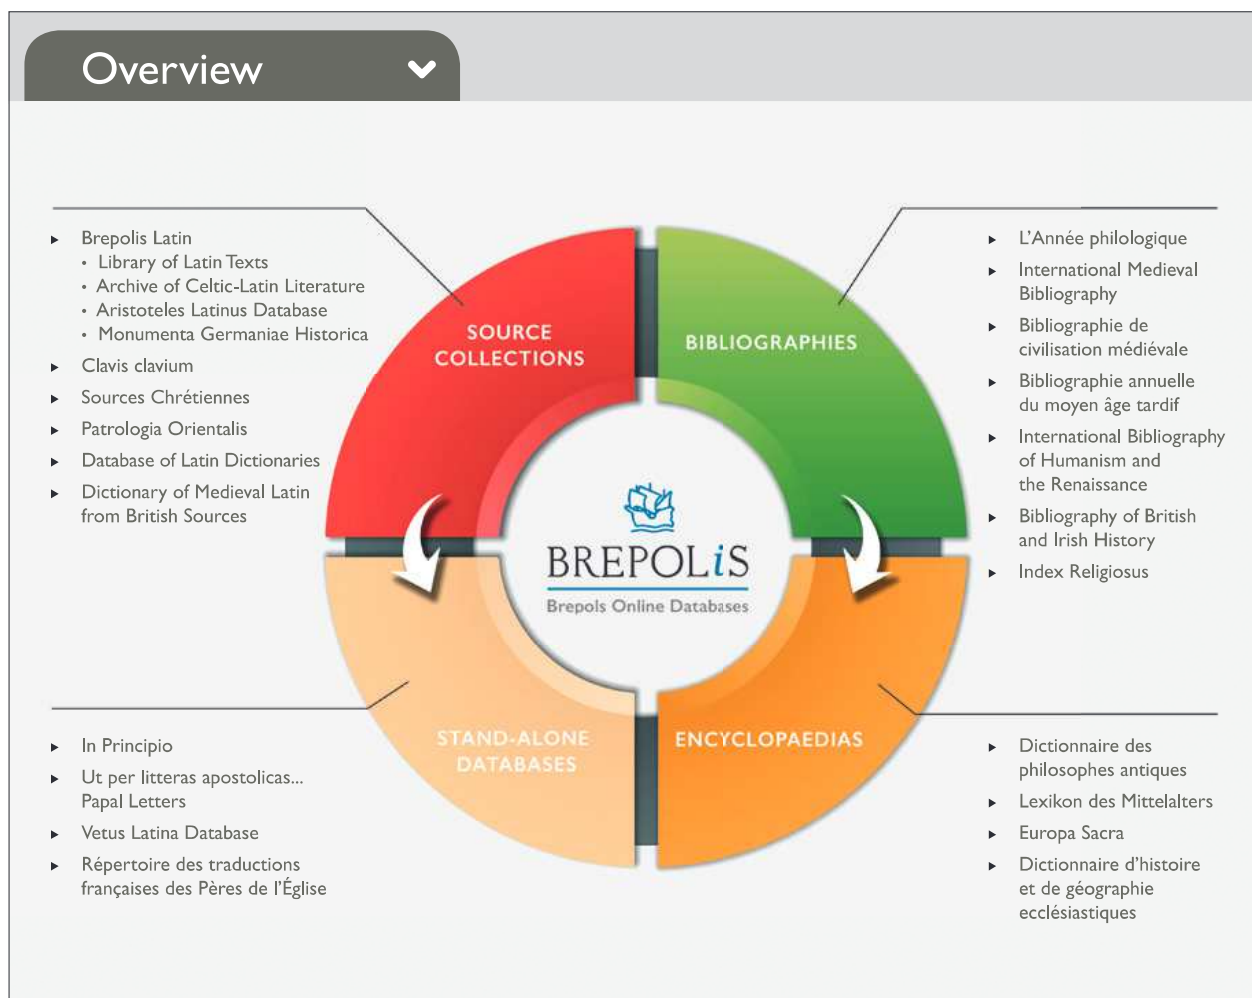 Overview
Brepolis Latin
• Library of Latin Texts
• Archive of Celtic-Latin Literature
• Aristoteles Latinus Database
• Monumenta Germaniae Historica
Clavis clavium
Sources Chrétiennes
Patrologia Orientalis
Database of Latin Dictionaries
Dictionary of Medieval Latin
from British Sources
SOURCE
COLLECTIONS
BIBLIOGRAPHIES
L'Année philologique
International Medieval
Bibliography
Bibliographie de
civilisation médiévale
Bibliographie annuelle
du moyen âge tardif
International Bibliography
of Humanism and
the Renaissance
Bibliography of British
and Irish History
Index Religiosus
BREPOLiS
Brepols Online Databases
STAND-ALONE
DATABASES
ENCYCLOPAEDIAS
In Principio
Ut per litteras apostolicas...
Papal Letters
Vetus Latina Database
Répertoire des traductions
françaises des Pères de l'Église
Dictionnaire des
philosophes antiques
Lexikon des Mittelalters
Europa Sacra
Dictionnaire d'histoire
et de géographie
ecclésiastiques